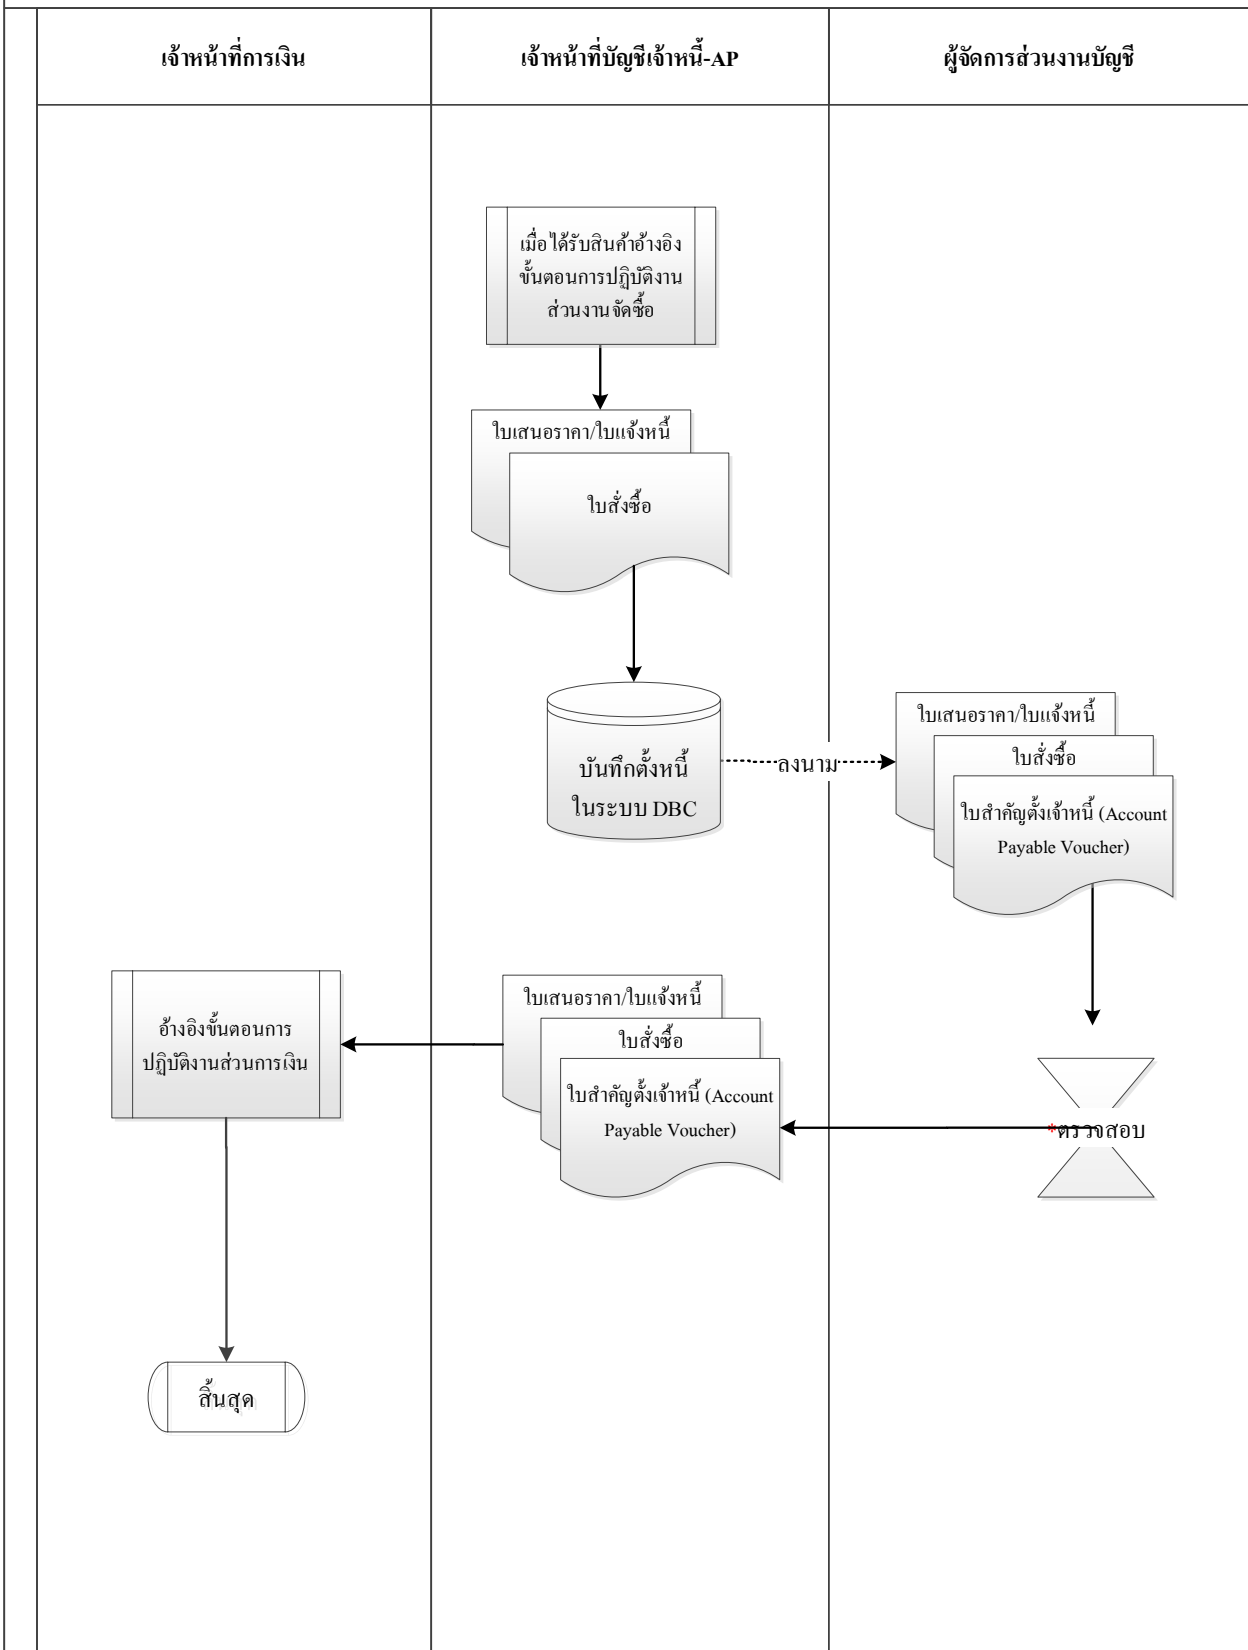 เจ้าหน้าที่การเงิน
เจ้าหน้าที่บัญชีเจ้าหนี้-AP
ผู้จัดการส่วนงานบัญชี
เมื่อได้รับสินค้าอ้างอิง
ขั้นตอนการปฏิบัติงาน
ส่วนงานจัดซื้อ
ใบเสนอราคา/ใบแจ้งหนี้
ใบสั่งซื้อ
บันทึกตั้งหนี้
ในระบบ DBC
ลงนาม
ใบเสนอราคา/ใบแจ้งหนี้
ใบสั่งซื้อ
ใบสำคัญตั้งเจ้าหนี้ (Account
Payable Voucher)
*ตรวจสอบ
ใบเสนอราคา/ใบแจ้งหนี้
ใบสั่งซื้อ
ใบสำคัญตั้งเจ้าหนี้ (Account
Payable Voucher)
อ้างอิงขั้นตอนการ
ปฏิบัติงานส่วนการเงิน
สิ้นสุด